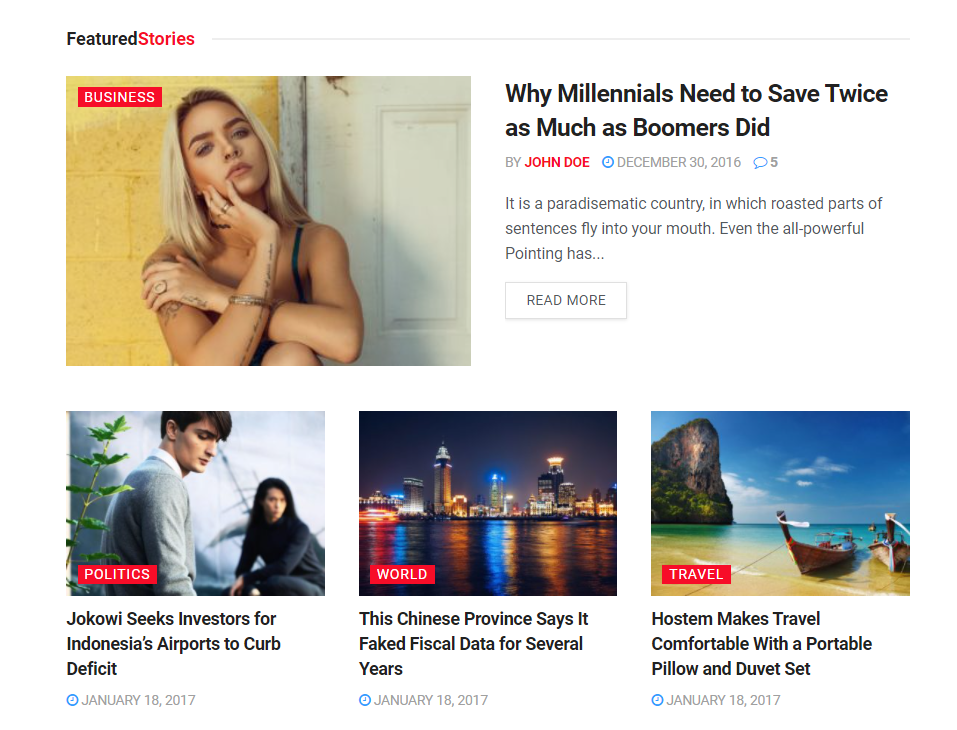 FeaturedStories
BUSINESS
Why Millennials Need to Save Twice
as Much as Boomers Did
BY JOHN DOE DECEMBER 30, 2016 5
It is a paradisematic country, in which roasted parts of
sentences fly into your mouth. Even the all-powerful
Pointing has...
READ MORE
POLITICS
Jokowi Seeks Investors for
Indonesia’s Airports to Curb
Deficit
JANUARY 18, 2017
WORLD
This Chinese Province Says It
Faked Fiscal Data for Several
Years
JANUARY 18, 2017
TRAVEL
Hostem Makes Travel
Comfortable With a Portable
Pillow and Duvet Set
JANUARY 18, 2017